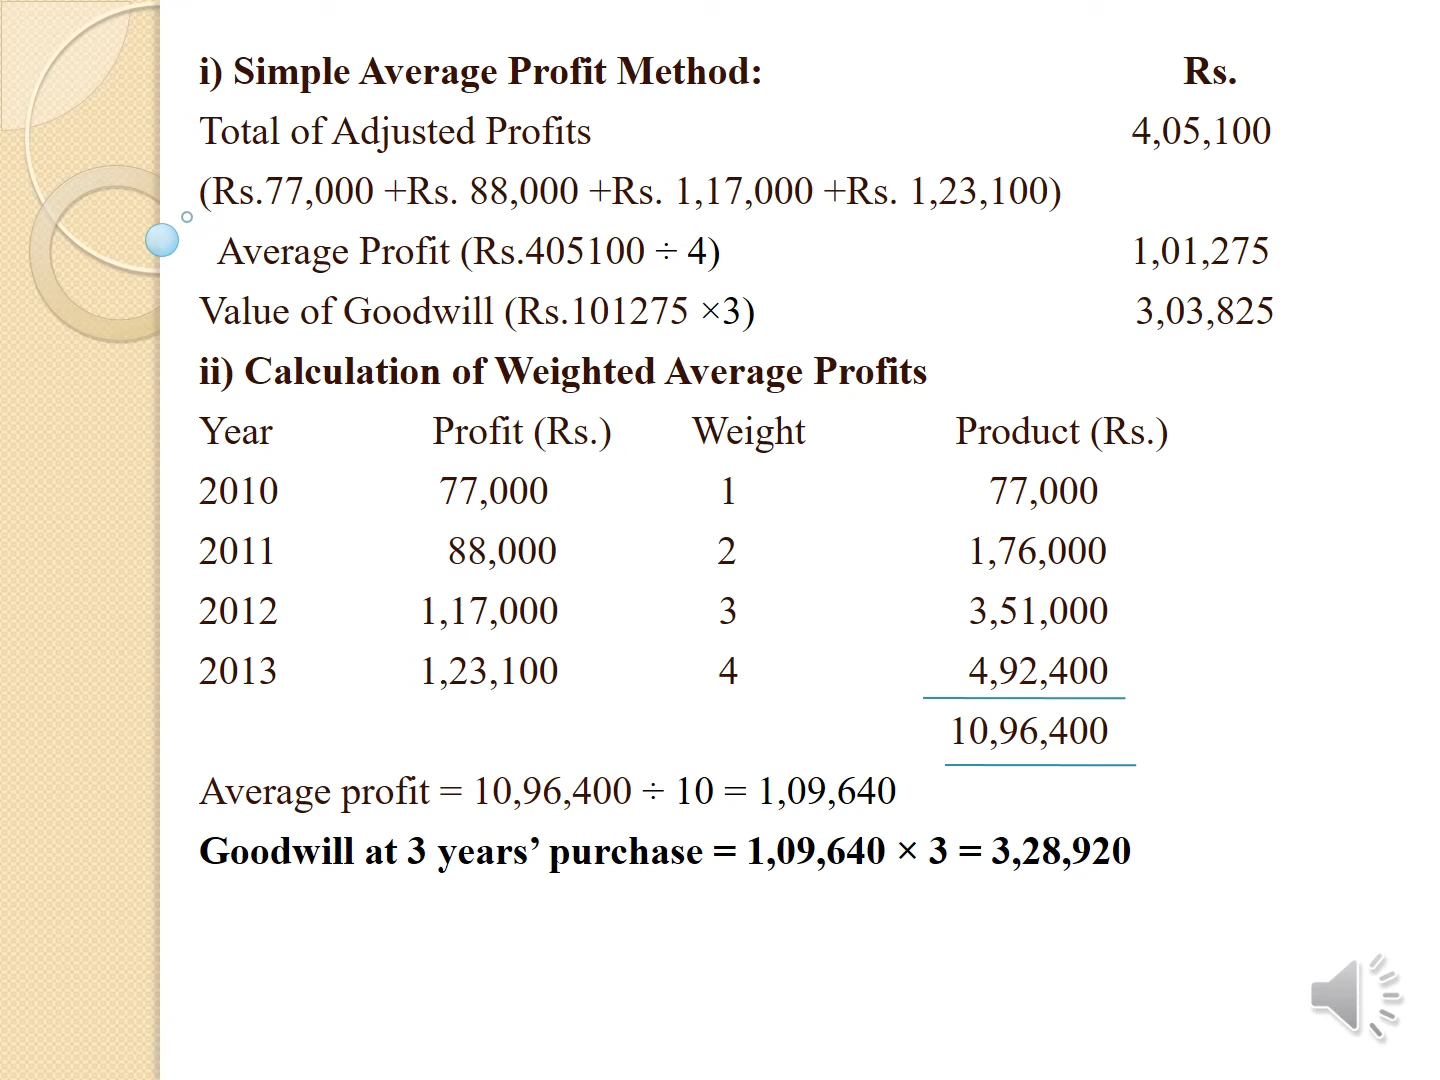 i) Simple Average Profit Method: Rs.
Total of Adjusted Profits 4,05,100
(Rs.77,000 +Rs. 88,000 +Rs. 1,17,000 +Rs. 1,23,100)
Average Profit (Rs.405100 ÷ 4) 1,01,275
Value of Goodwill (Rs.101275 ×3) 3,03,825
ii) Calculation of Weighted Average Profits
Year Profit (Rs.) Weight Product (Rs.)
2010 77,000 1 77,000
2011 88,000 2 1,76,000
2012 1,17,000 3 3,51,000
2013 1,23,100 4 4,92,400
10,96,400
Average profit = 10,96,400 ÷ 10 = 1,09,640
Goodwill at 3 years’ purchase = 1,09,640 × 3 = 3,28,920